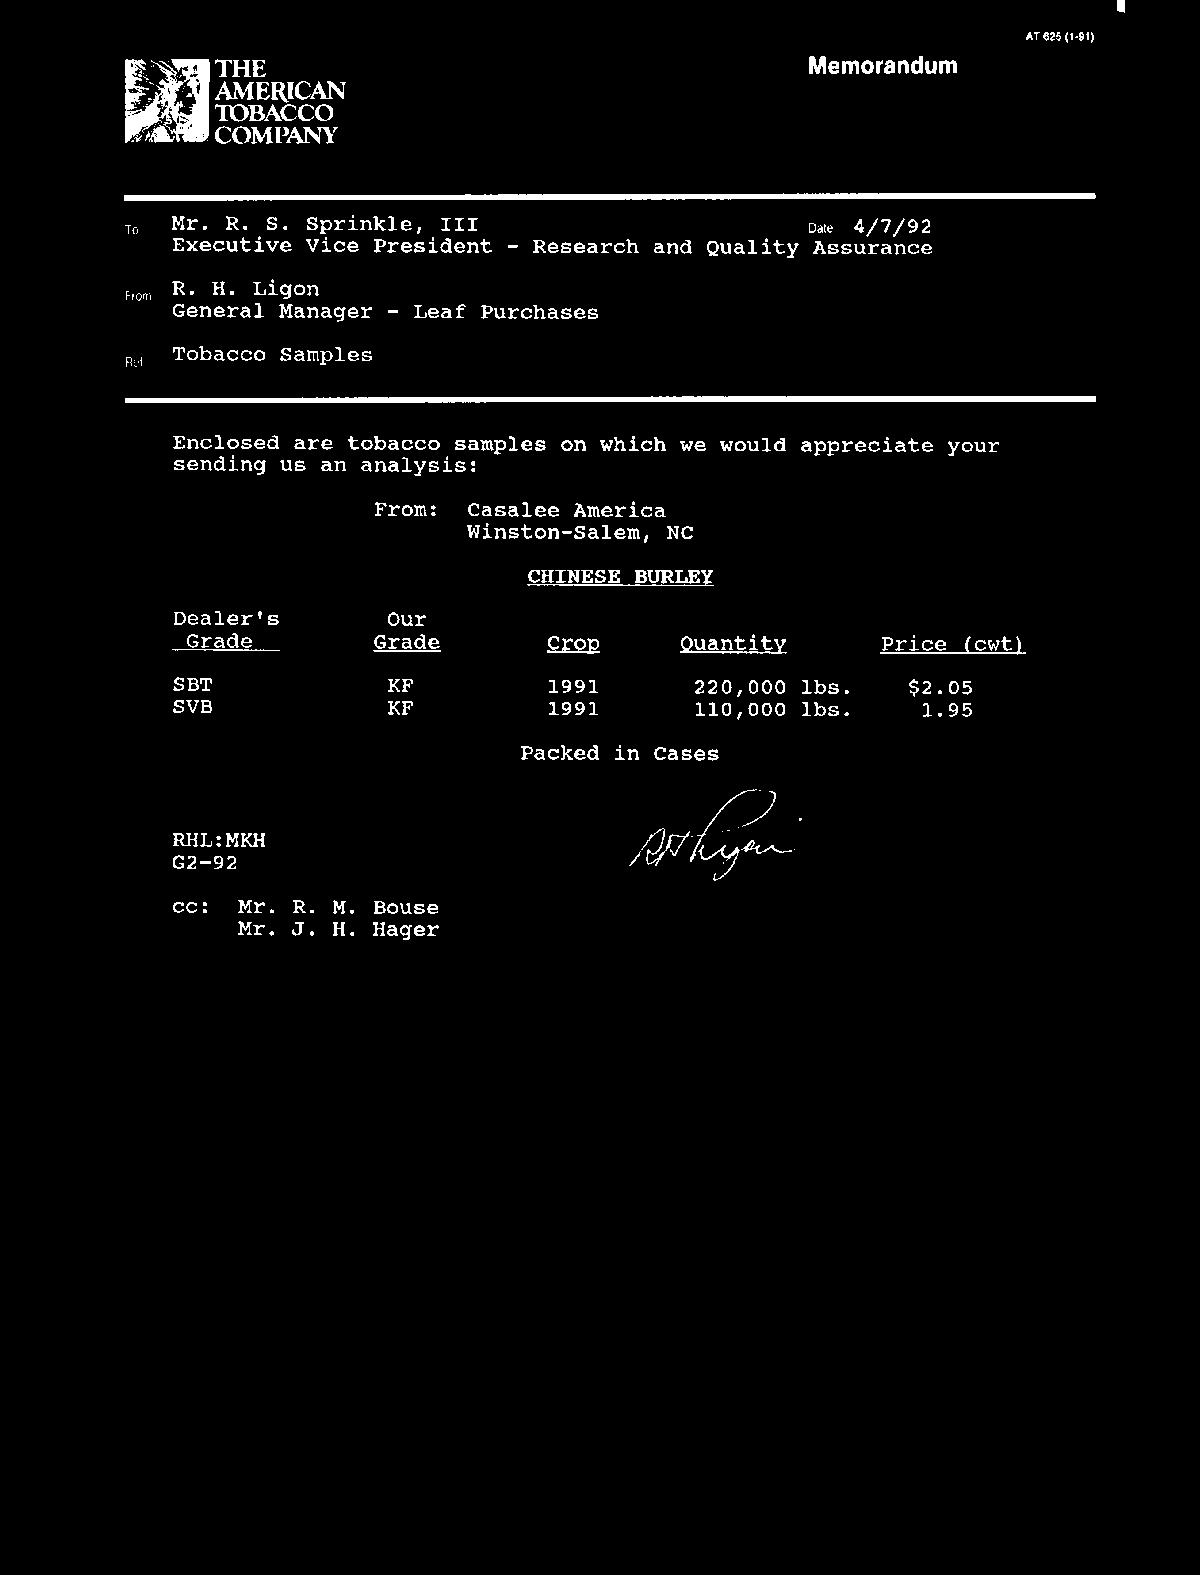 AT 625 (1-91)
THE
AMERICAN
TOBACCO
COMPANY
Memorandum
To Mr. R. S. Sprinkle, III Date 4/7/92
Executive Vice President - Research and Quality Assurance
From R. H. Ligon
General Manager - Leaf Purchases
Ref Tobacco Samples
Enclosed are tobacco samples on which we would appreciate your
sending us an analysis:
From: Casalee America
Winston-Salem, NC
CHINESE BURLEY
Dealer's Our
Grade Grade Crop Quantity Price (cwt)
SBT KF 1991 220,000 lbs. $2.05
SVB KF 1991 110,000 lbs. 1.95
Packed in Cases
RHL:MKH
G2-92
cc: Mr. R. M. Bouse
Mr. J. H. Hager